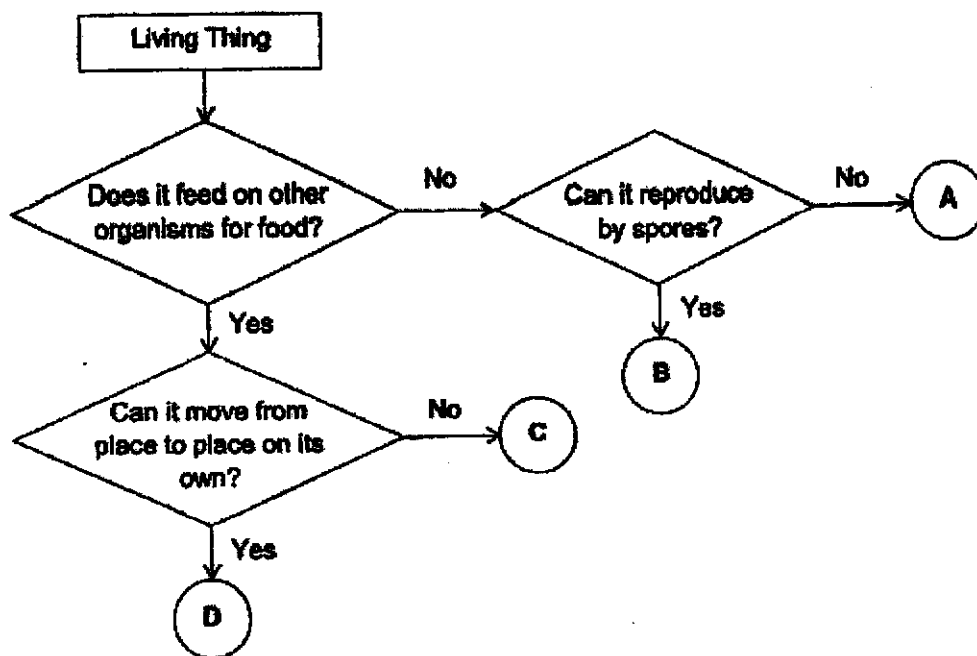 Living Thing
Does it feed on other
organisms for food?
No
Can it reproduce
by spores?
No
A
Yes
B
Yes
Can it move from
place to place on its
own?
No
C
Yes
D